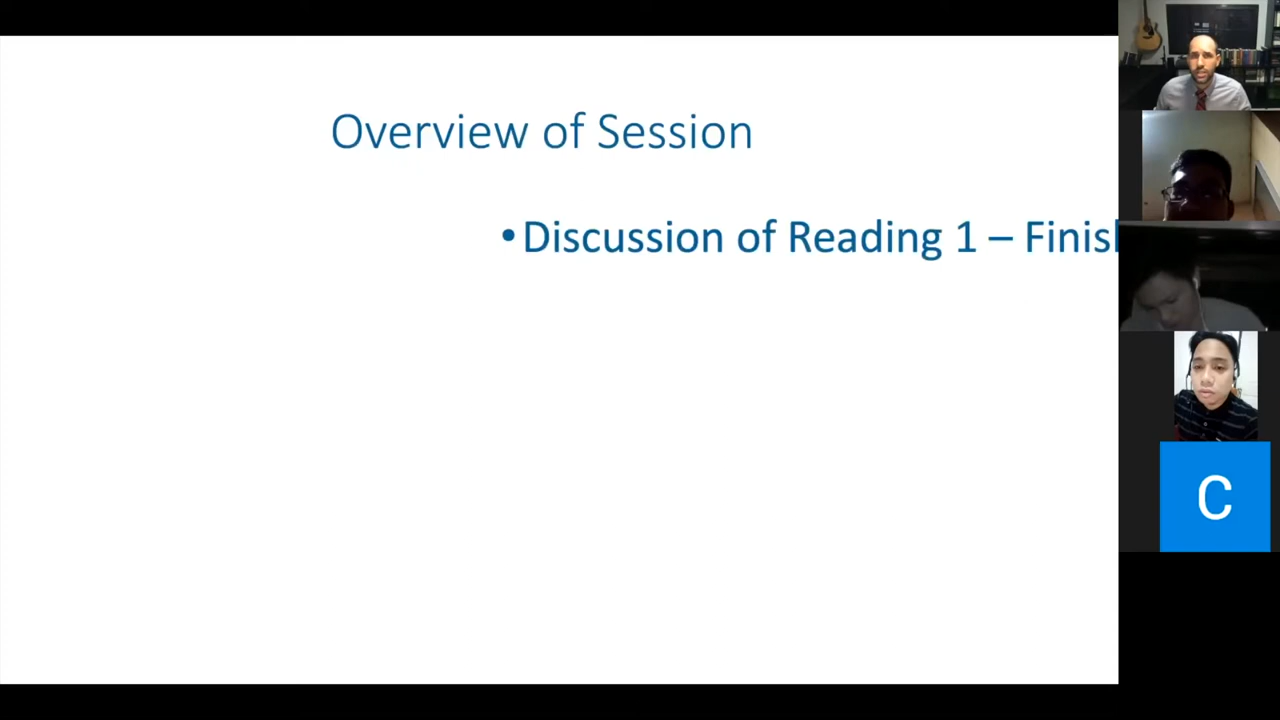 Overview of Session
•Discussion of Reading 1 – Finis
C